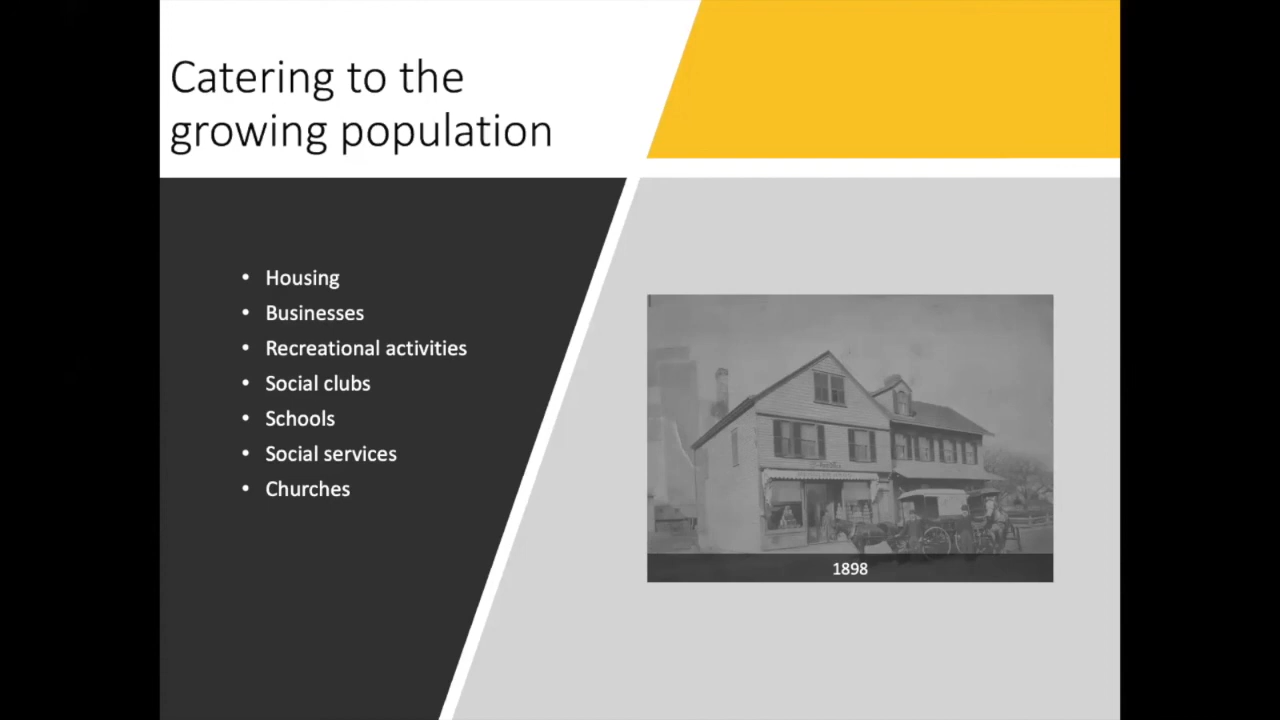 Catering to the
growing population
• Housing
• Businesses
• Recreational activities
• Social clubs
• Schools
• Social services
• Churches
1898